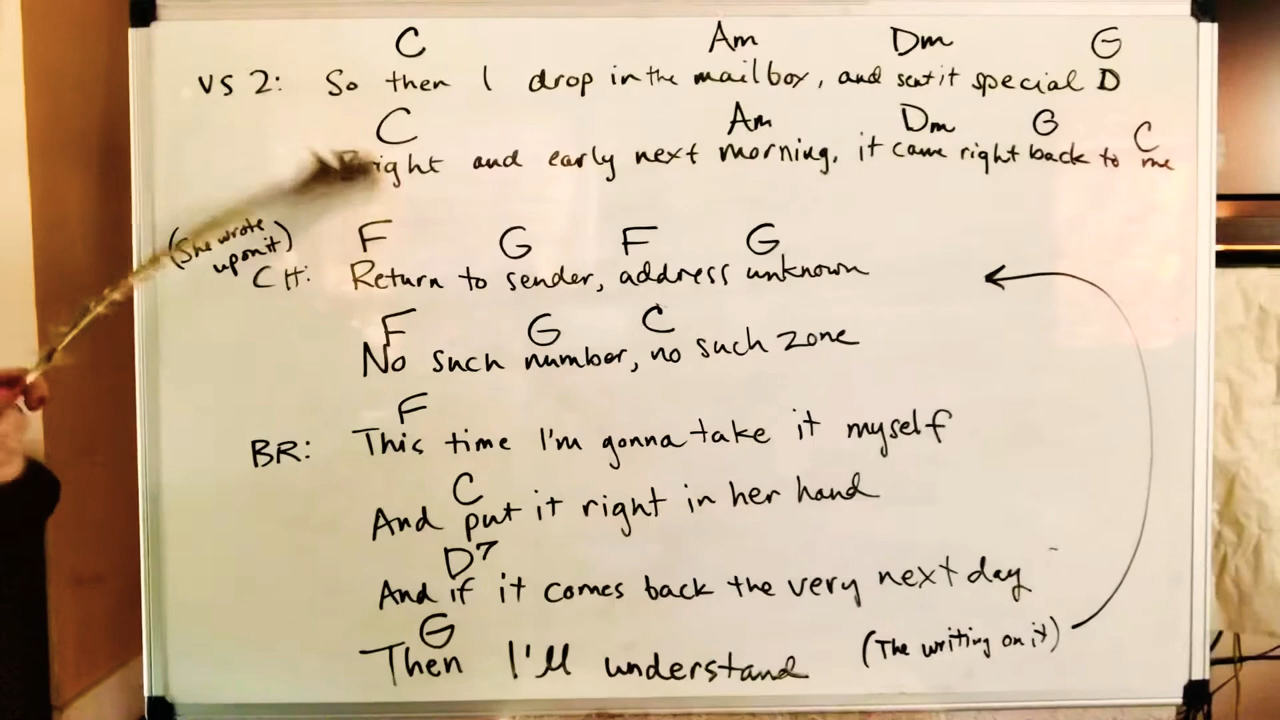 C Am Dm G
VS 2: So then I drop in the mailbox, and sent it special D
C Am Dm G C
Bright and early next morning, it came right back to me
(She wrote upon it)
F G F G
CH: Return to sender, address unknown
F G C
No such number, no such zone
F
BR: This time I'm gonna take it myself
C
And put it right in her hand
D7
And if it comes back the very next day
G
Then I'll understand (The writing on it)